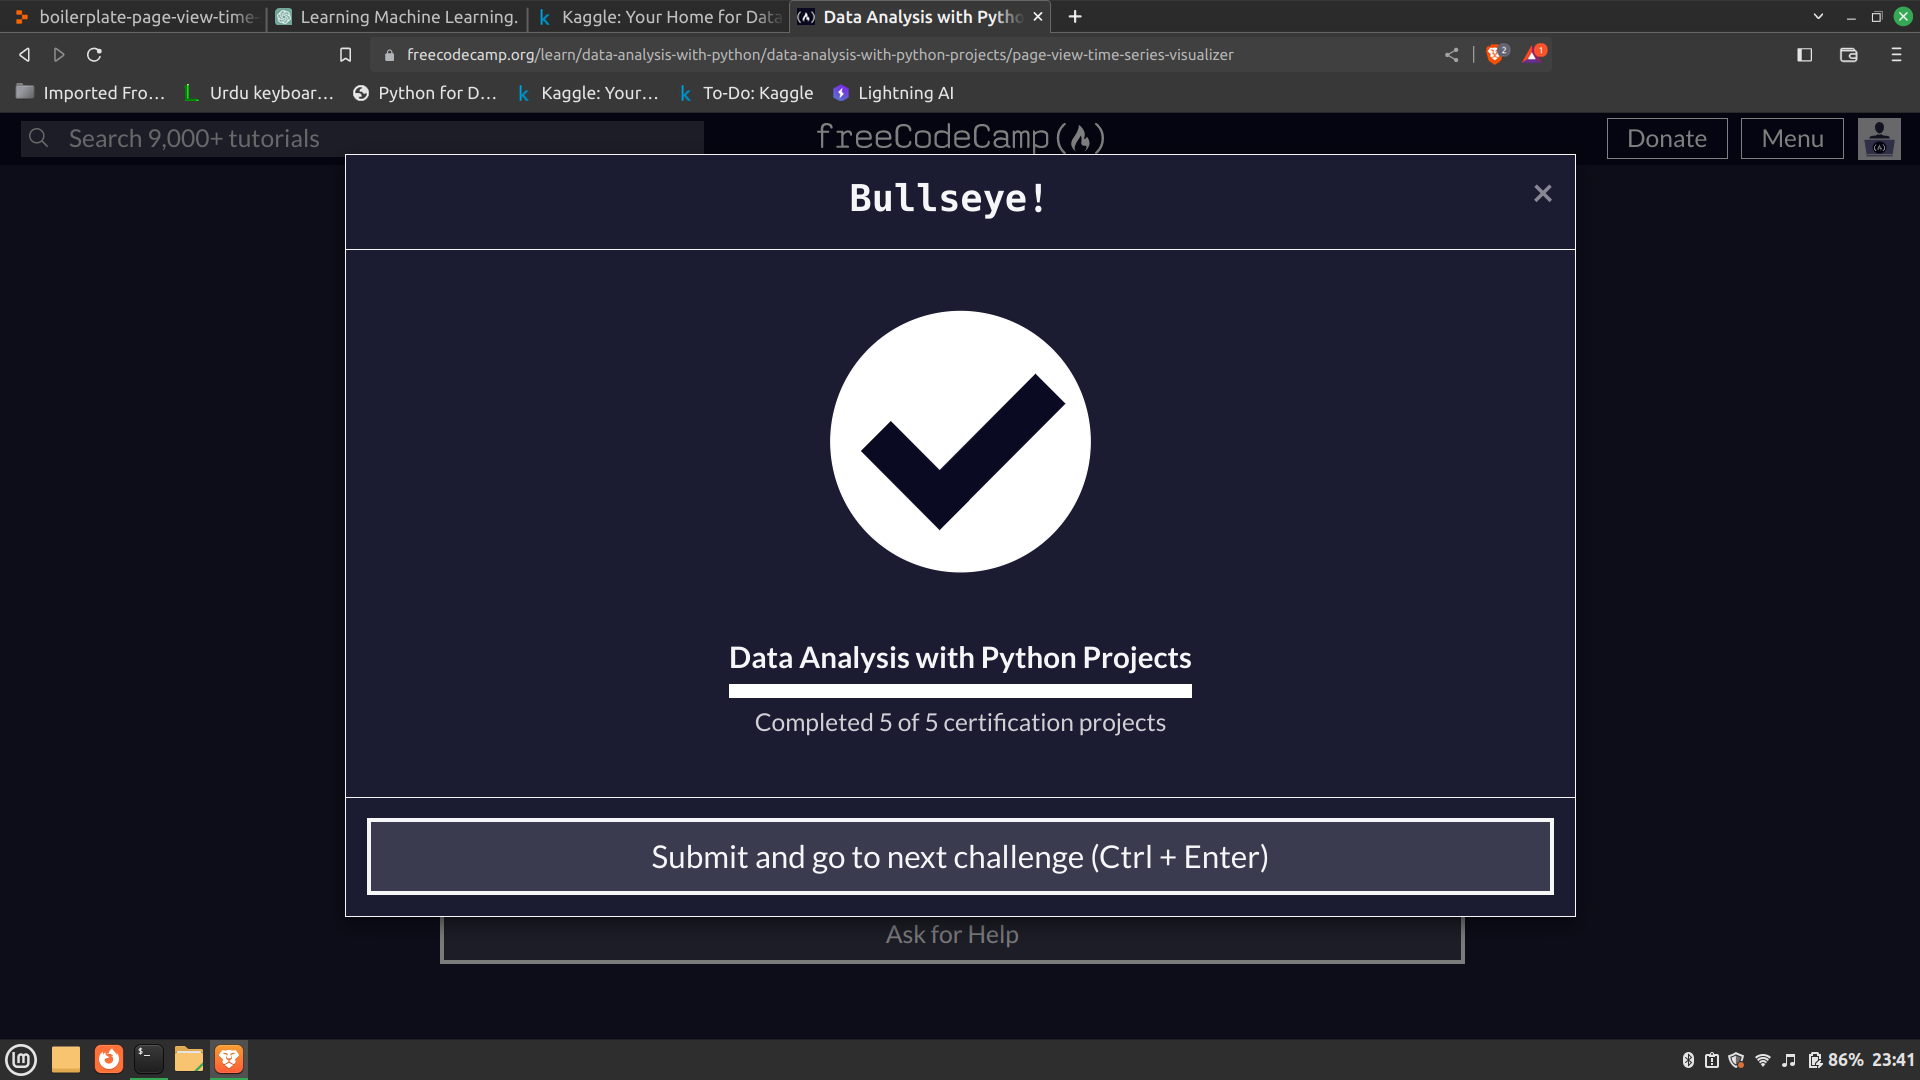 boilerplate-page-view-time-
Learning Machine Learning.
Kaggle: Your Home for Data
Data Analysis with Pytho
freecodecamp.org/learn/data-analysis-with-python/data-analysis-with-python-projects/page-view-time-series-visualizer
2
1
Imported Fro...
Urdu keyboar...
Python for D...
Kaggle: Your...
To-Do: Kaggle
Lightning AI
Search 9,000+ tutorials
freeCodeCamp
Donate
Menu
Bullseye!
Data Analysis with Python Projects
Completed 5 of 5 certification projects
Submit and go to next challenge (Ctrl + Enter)
Ask for Help
86% 23:41